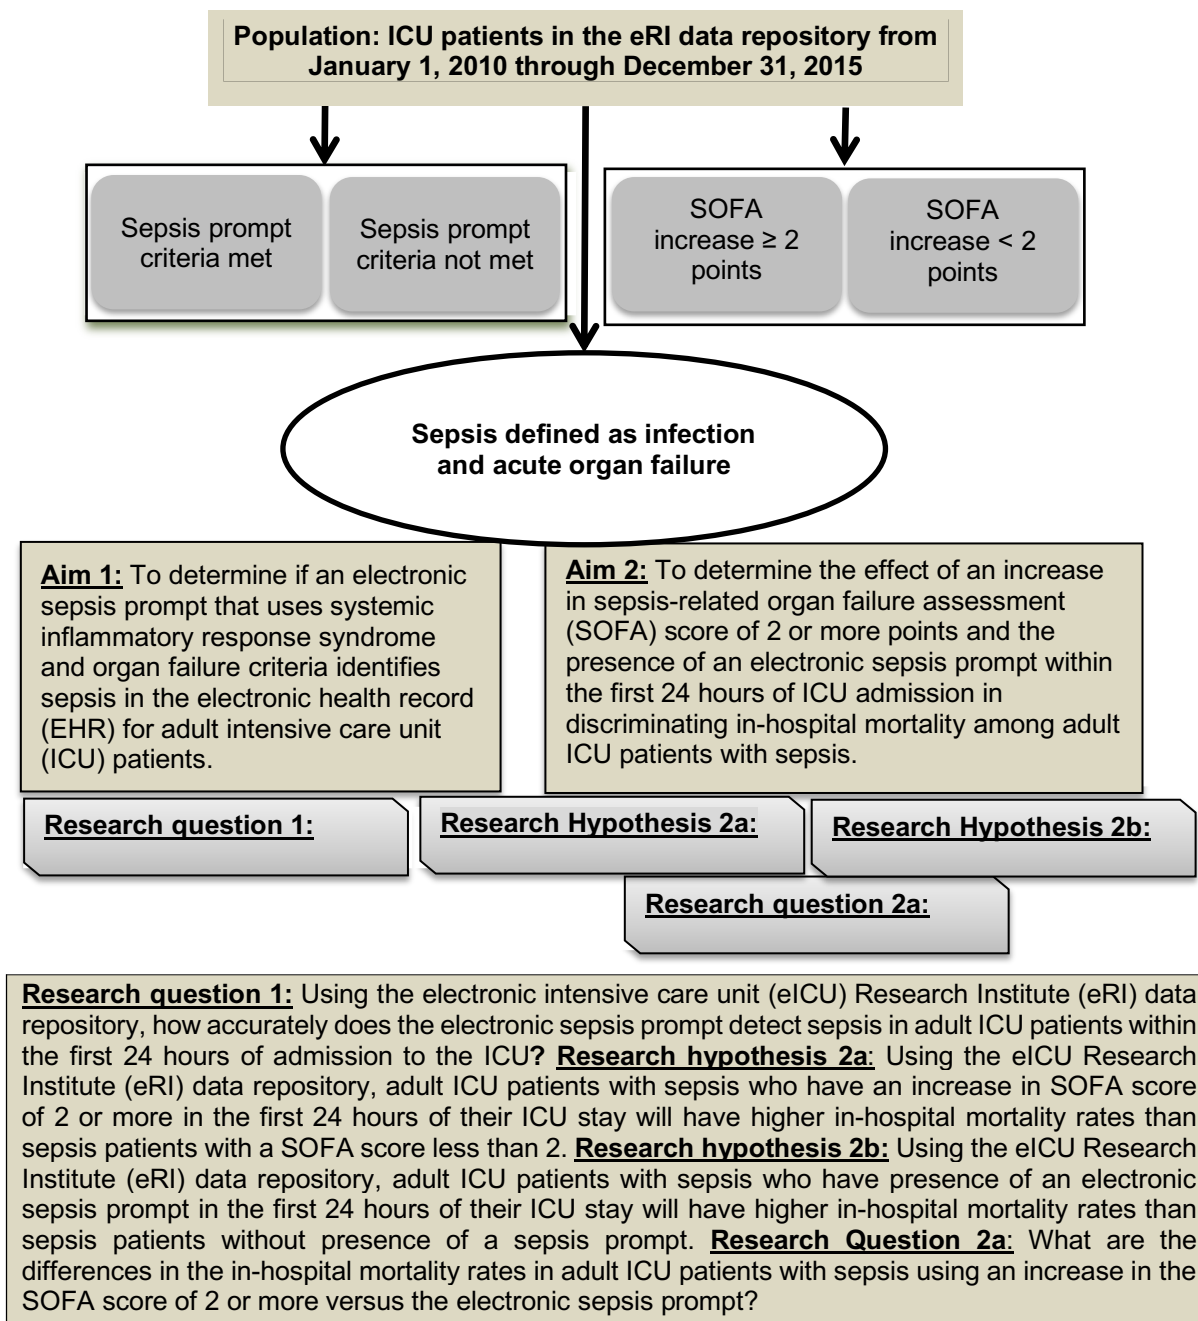 Population: ICU patients in the eRI data repository from
January 1, 2010 through December 31, 2015
Sepsis prompt
criteria met
Sepsis prompt
criteria not met
SOFA
increase ≥ 2
points
SOFA
increase < 2
points
Sepsis defined as infection
and acute organ failure
Aim 1: To determine if an electronic
sepsis prompt that uses systemic
inflammatory response syndrome
and organ failure criteria identifies
sepsis in the electronic health record
(EHR) for adult intensive care unit
(ICU) patients.
Aim 2: To determine the effect of an increase
in sepsis-related organ failure assessment
(SOFA) score of 2 or more points and the
presence of an electronic sepsis prompt within
the first 24 hours of ICU admission in
discriminating in-hospital mortality among adult
ICU patients with sepsis.
Research question 1:
Research Hypothesis 2a:
Research Hypothesis 2b:
Research question 2a:
Research question 1: Using the electronic intensive care unit (eICU) Research Institute (eRI) data
repository, how accurately does the electronic sepsis prompt detect sepsis in adult ICU patients within
the first 24 hours of admission to the ICU? Research hypothesis 2a: Using the eICU Research
Institute (eRI) data repository, adult ICU patients with sepsis who have an increase in SOFA score
of 2 or more in the first 24 hours of their ICU stay will have higher in-hospital mortality rates than
sepsis patients with a SOFA score less than 2. Research hypothesis 2b: Using the eICU Research
Institute (eRI) data repository, adult ICU patients with sepsis who have presence of an electronic
sepsis prompt in the first 24 hours of their ICU stay will have higher in-hospital mortality rates than
sepsis patients without presence of a sepsis prompt. Research Question 2a: What are the
differences in the in-hospital mortality rates in adult ICU patients with sepsis using an increase in the
SOFA score of 2 or more versus the electronic sepsis prompt?